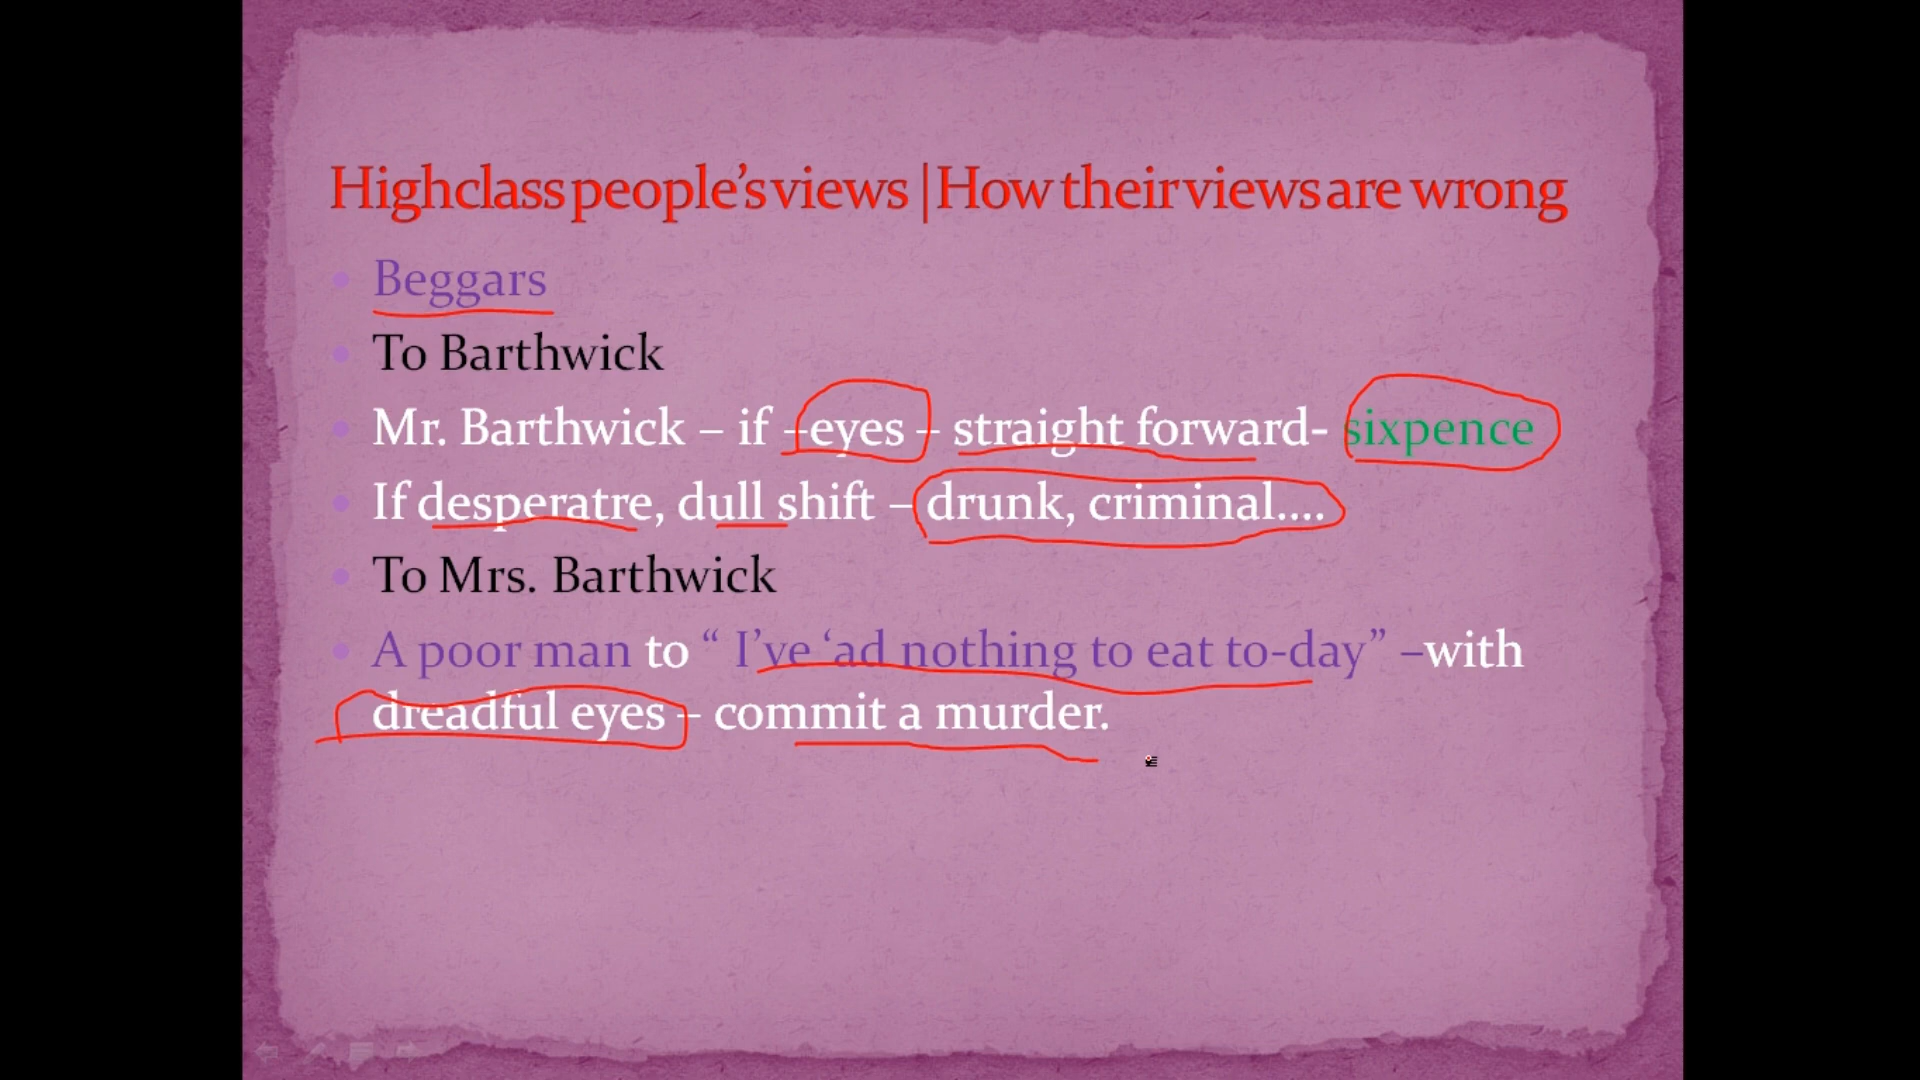 Highclass people's views | How their views are wrong
Beggars
To Barthwick
Mr. Barthwick – if –eyes – straight forward- sixpence
If desperatre, dull shift – drunk, criminal....
To Mrs. Barthwick
A poor man to “ I’ve ‘ad nothing to eat to-day” –with
dreadful eyes – commit a murder.